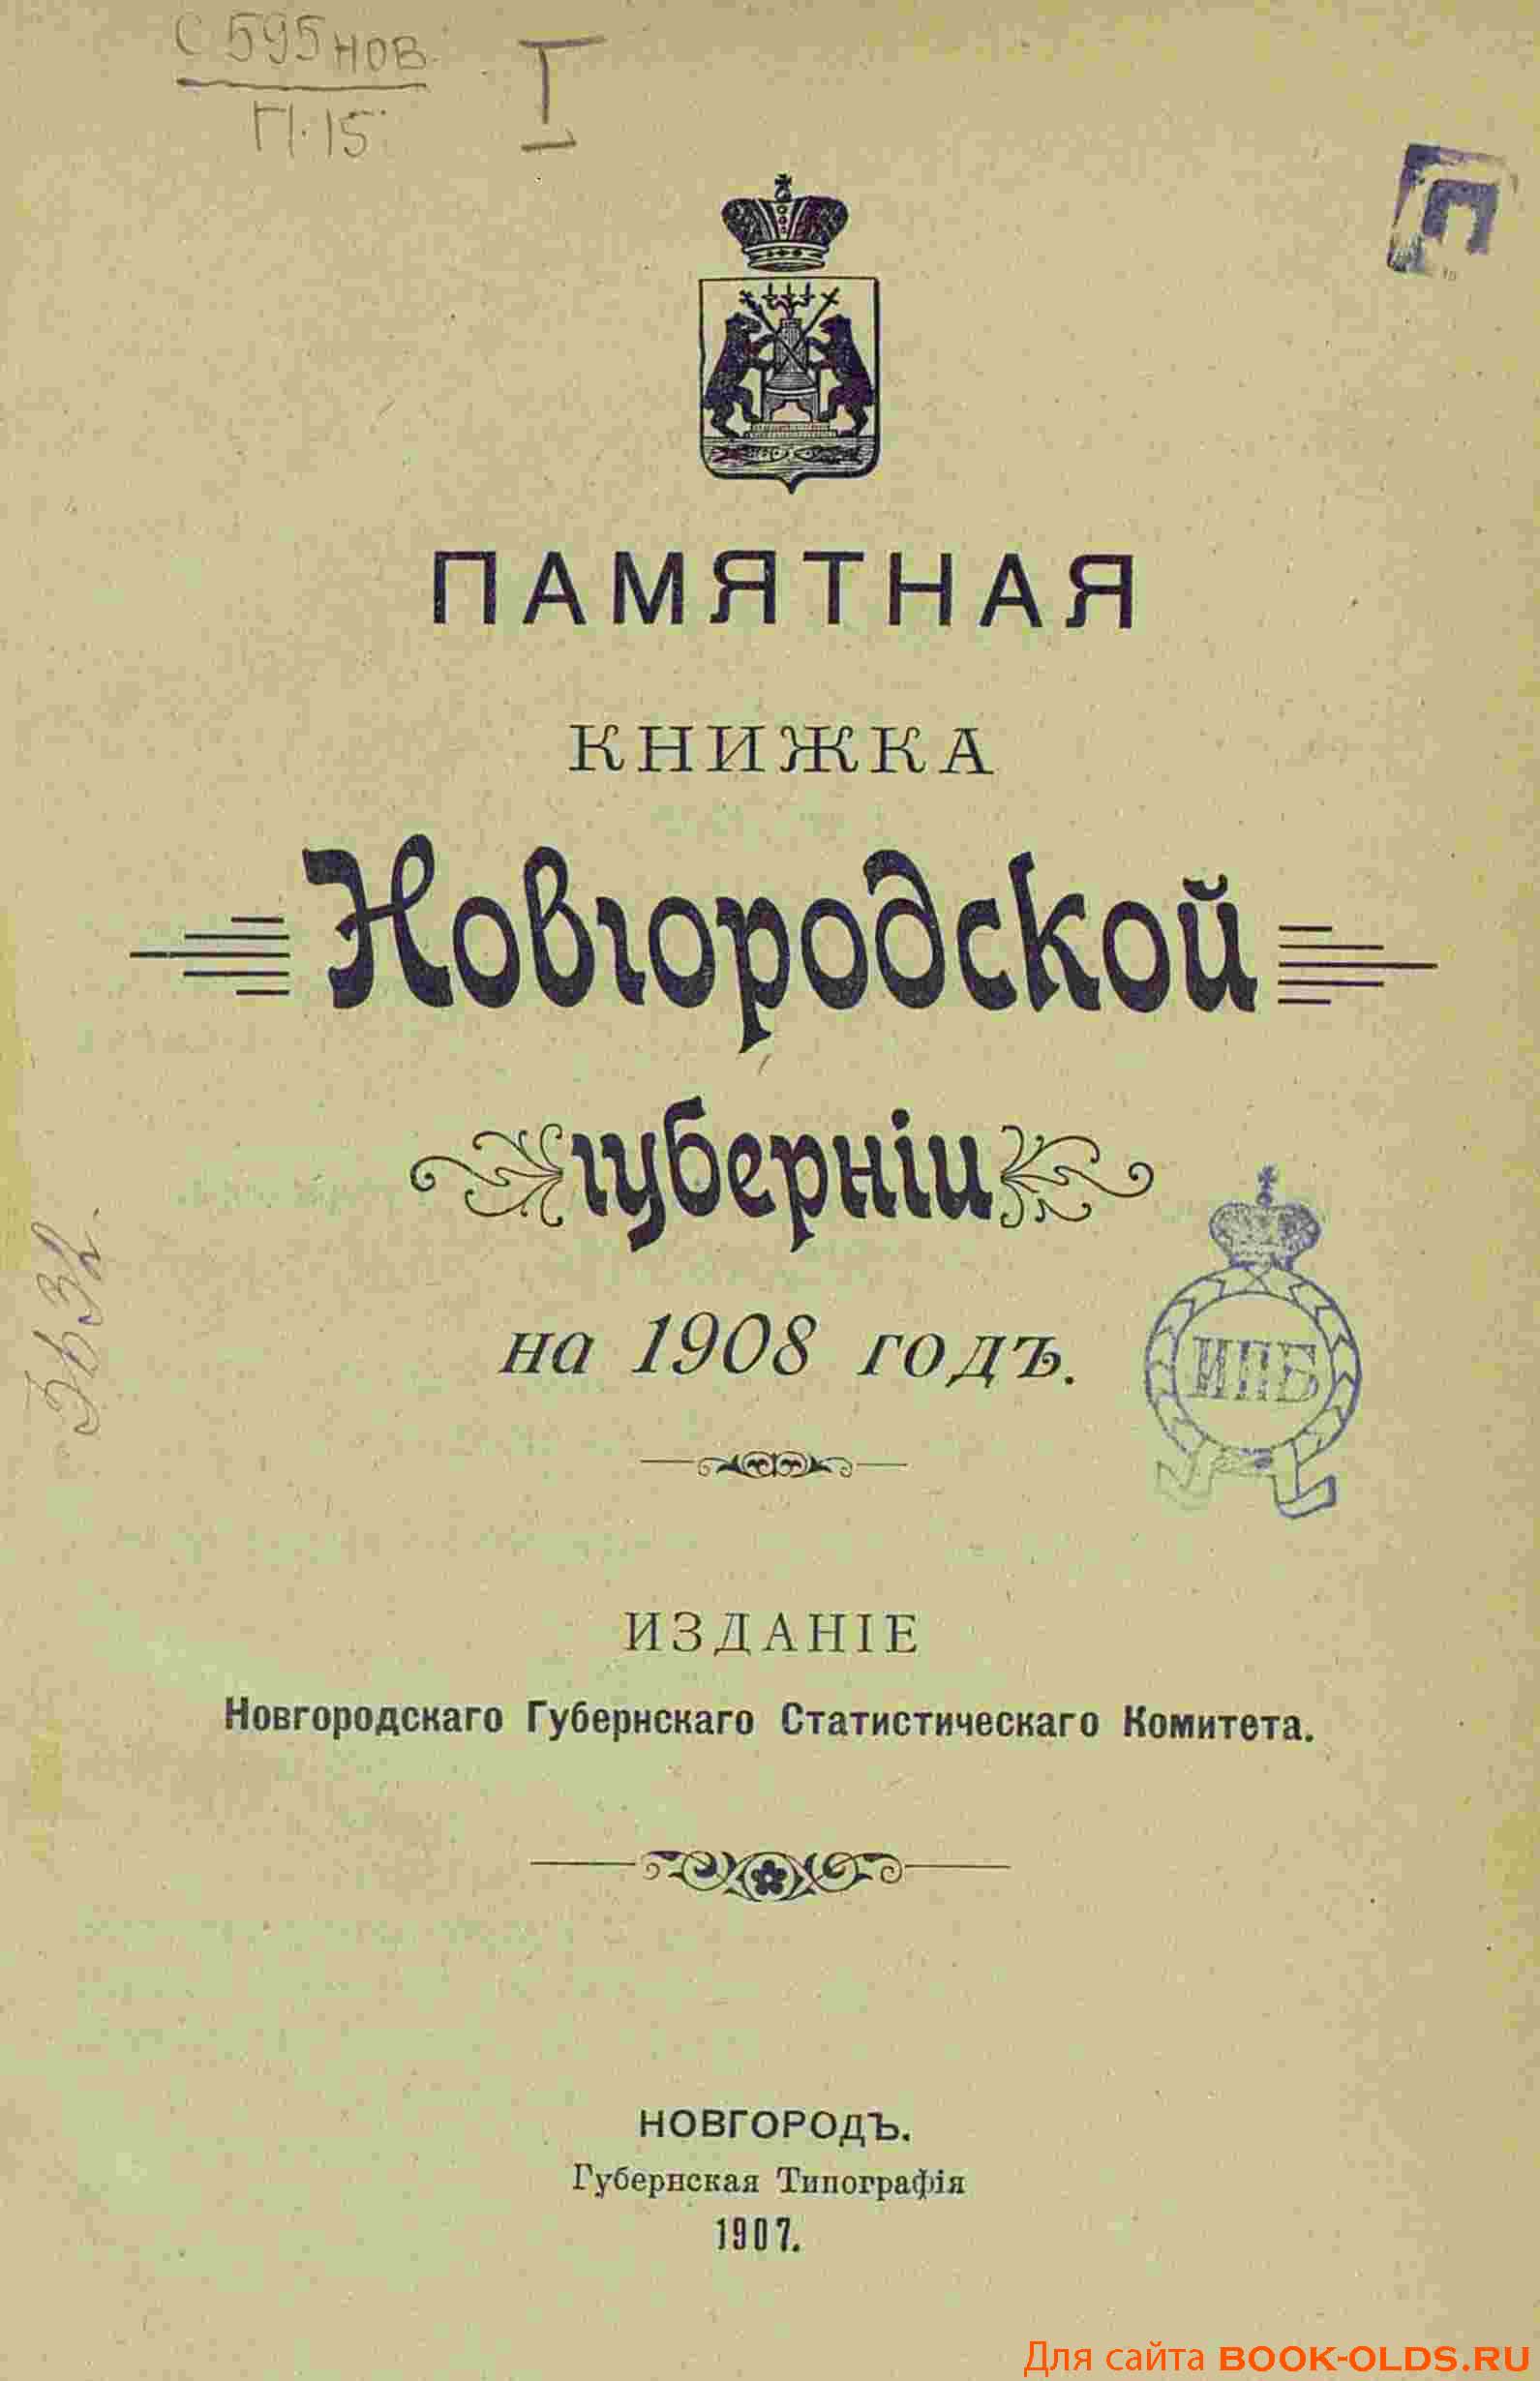 С 595 нов
П-15
I
П
ПАМЯТНАЯ
КНИЖКА
Новгородской
губерніи
на 1908 годъ.
ИПБ
ИЗДАНІЕ
Новгородскаго Губернскаго Статистическаго Комитета.
НОВГОРОДЪ.
Губернская Типографія
1907.
Для сайта BOOK-OLDS.RU